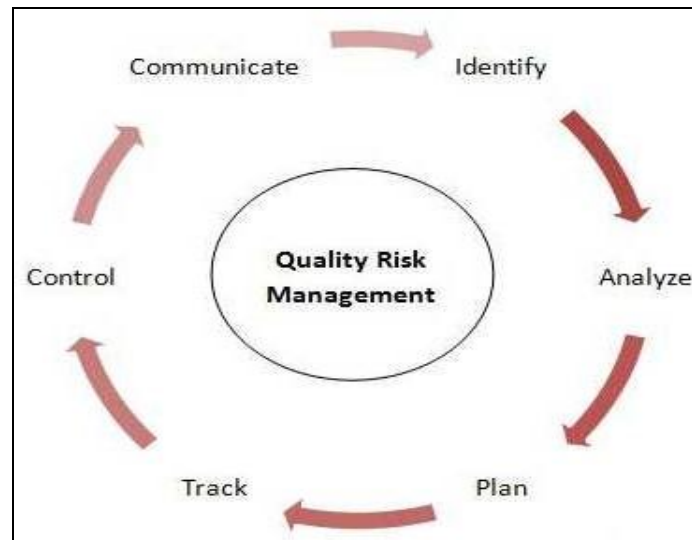 Communicate
Identify
Quality Risk
Management
Control
Analyze
Track
Plan